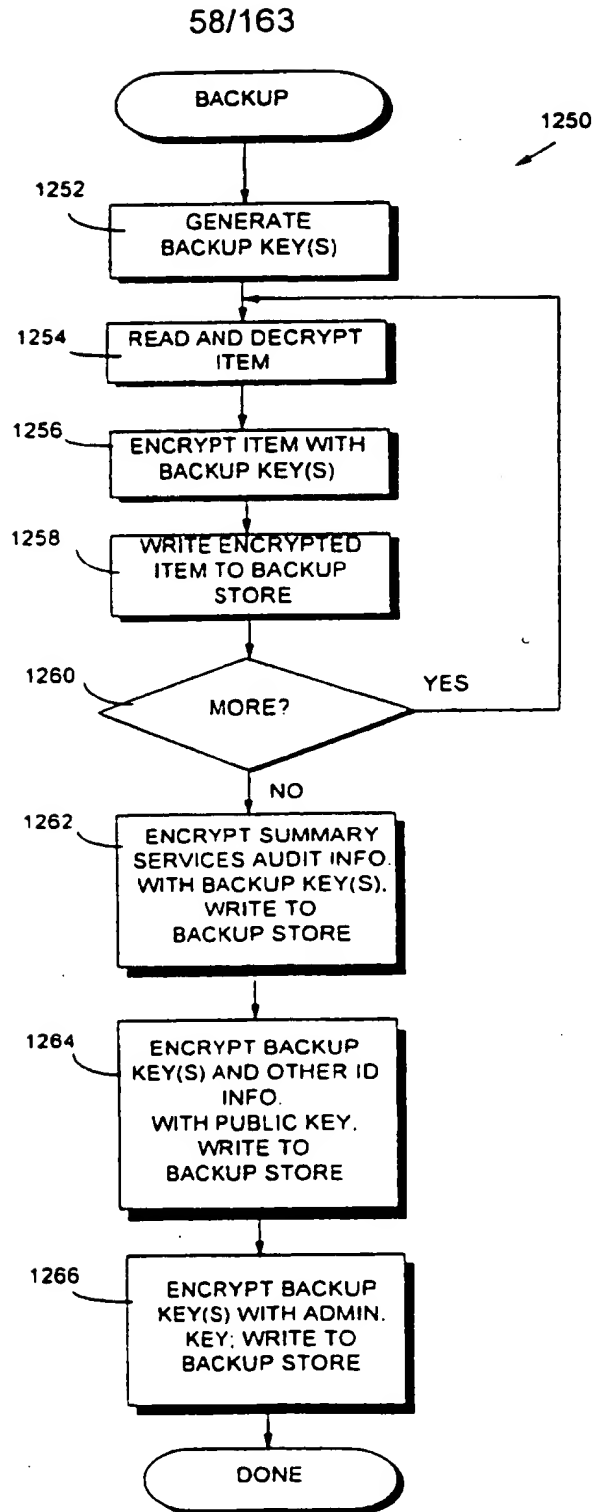 58/163
BACKUP
1250
1252
GENERATE
BACKUP KEY(S)
1254
READ AND DECRYPT
ITEM
1256
ENCRYPT ITEM WITH
BACKUP KEY(S)
1258
WRITE ENCRYPTED
ITEM TO BACKUP
STORE
1260
MORE?
YES
NO
1262
ENCRYPT SUMMARY
SERVICES AUDIT INFO.
WITH BACKUP KEY(S),
WRITE TO
BACKUP STORE
1264
ENCRYPT BACKUP
KEY(S) AND OTHER ID
INFO.
WITH PUBLIC KEY,
WRITE TO
BACKUP STORE
1266
ENCRYPT BACKUP
KEY(S) WITH ADMIN.
KEY; WRITE TO
BACKUP STORE
DONE